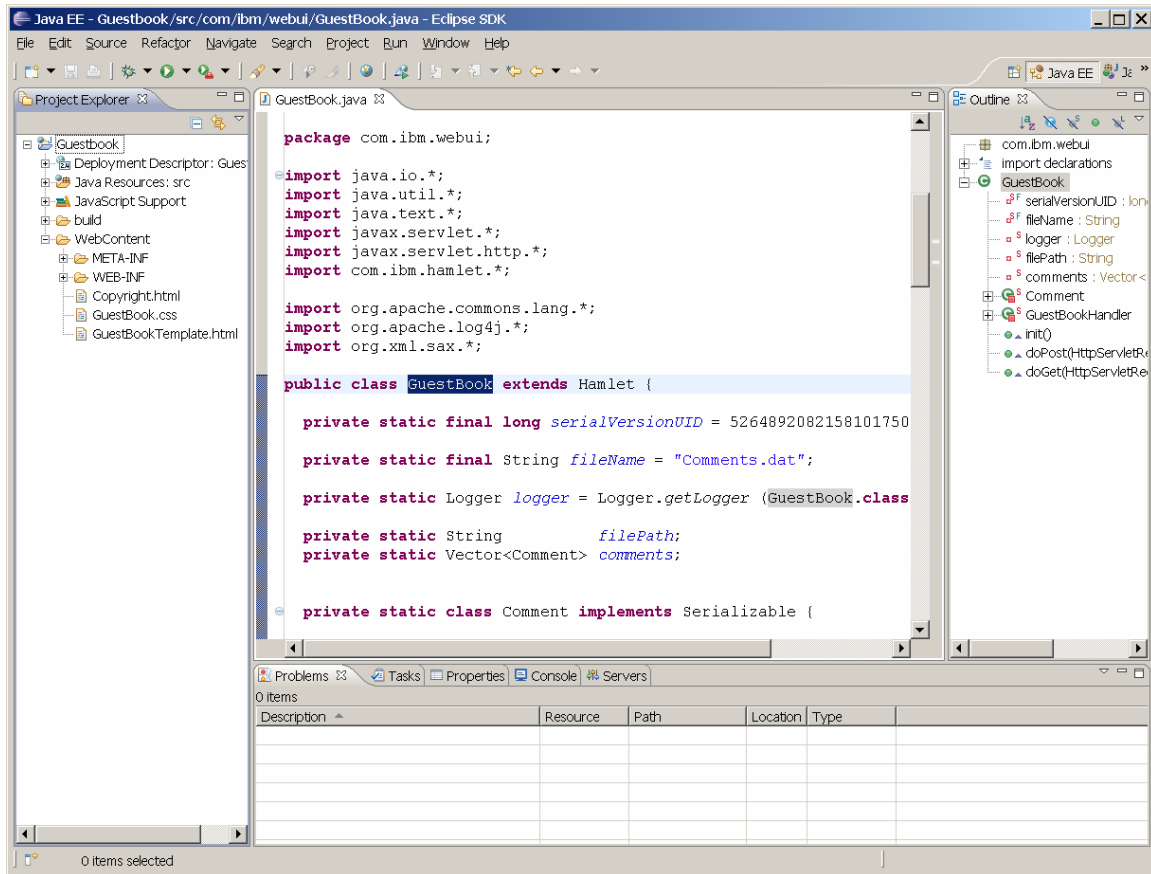 Java EE - Guestbook/src/com/ibm/webui/GuestBook.java - Eclipse SDK
File Edit Source Refactor Navigate Search Project Run Window Help
Java EE
Project Explorer
Guestbook
Deployment Descriptor: Gues
Java Resources: src
JavaScript Support
build
WebContent
META-INF
WEB-INF
Copyright.html
GuestBook.css
GuestBookTemplate.html
GuestBook.java
package com.ibm.webui;
import java.io.*;
import java.util.*;
import java.text.*;
import javax.servlet.*;
import javax.servlet.http.*;
import com.ibm.hamlet.*;
import org.apache.commons.lang.*;
import org.apache.log4j.*;
import org.xml.sax.*;
public class GuestBook extends Hamlet {
private static final long serialVersionUID = 5264892082158101750
private static final String fileName = "Comments.dat";
private static Logger logger = Logger.getLogger (GuestBook.class
private static String filePath;
private static Vector<Comment> comments;
private static class Comment implements Serializable {
Outline
com.ibm.webui
import declarations
GuestBook
serialVersionUID : lon
fileName : String
logger : Logger
filePath : String
comments : Vector<
Comment
GuestBookHandler
init()
doPost(HttpServletRe
doGet(HttpServletRe
Problems Tasks Properties Console Servers
0 items
Description Resource Path Location Type
0 items selected